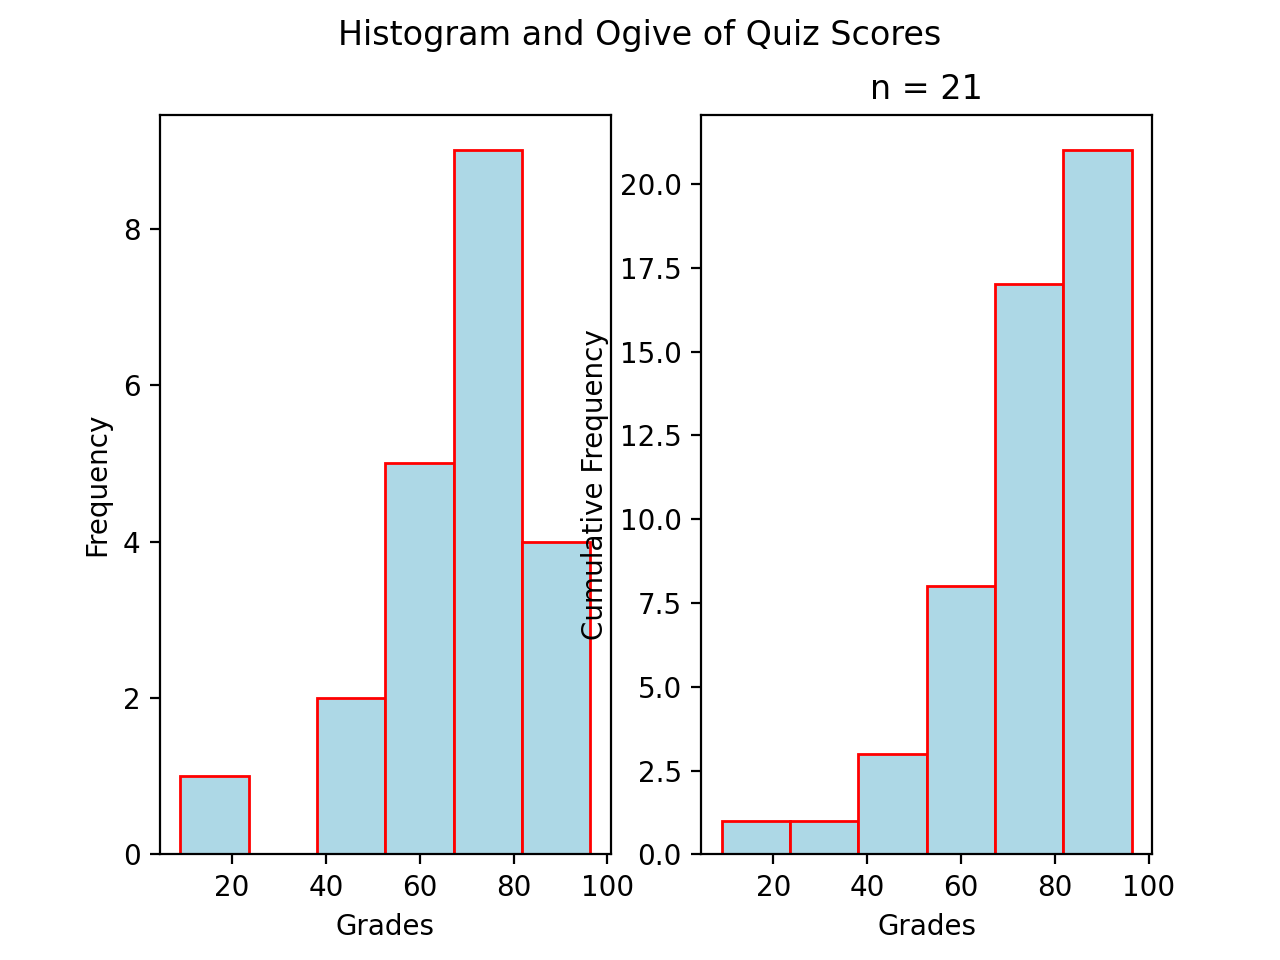 Histogram and Ogive of Quiz Scores
Frequency
8
6
4
2
0
20 40 60 80 100
Grades
n = 21
Cumulative Frequency
20.0
17.5
15.0
12.5
10.0
7.5
5.0
2.5
0.0
20 40 60 80 100
Grades